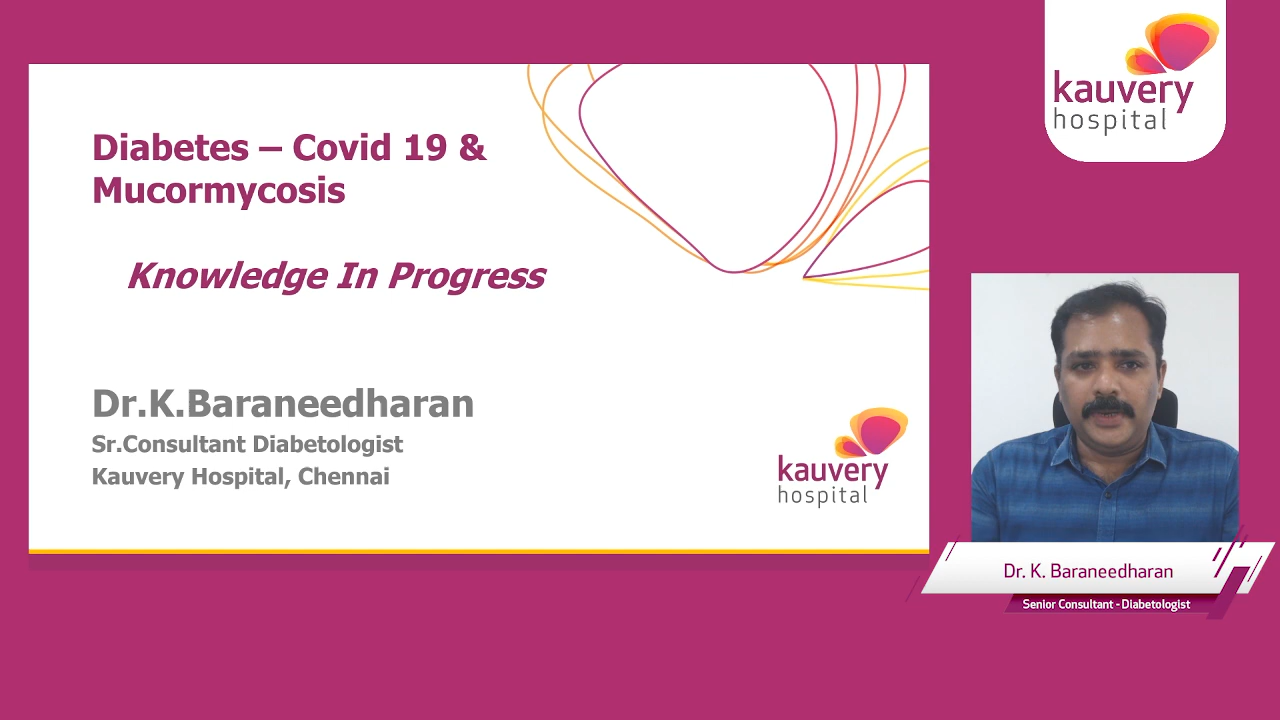 Diabetes – Covid 19 &
Mucormycosis
Knowledge In Progress
Dr.K.Baraneedharan
Sr.Consultant Diabetologist
Kauvery Hospital, Chennai
kauvery
hospital
kauvery
hospital
Dr. K. Baraneedharan
Senior Consultant - Diabetologist